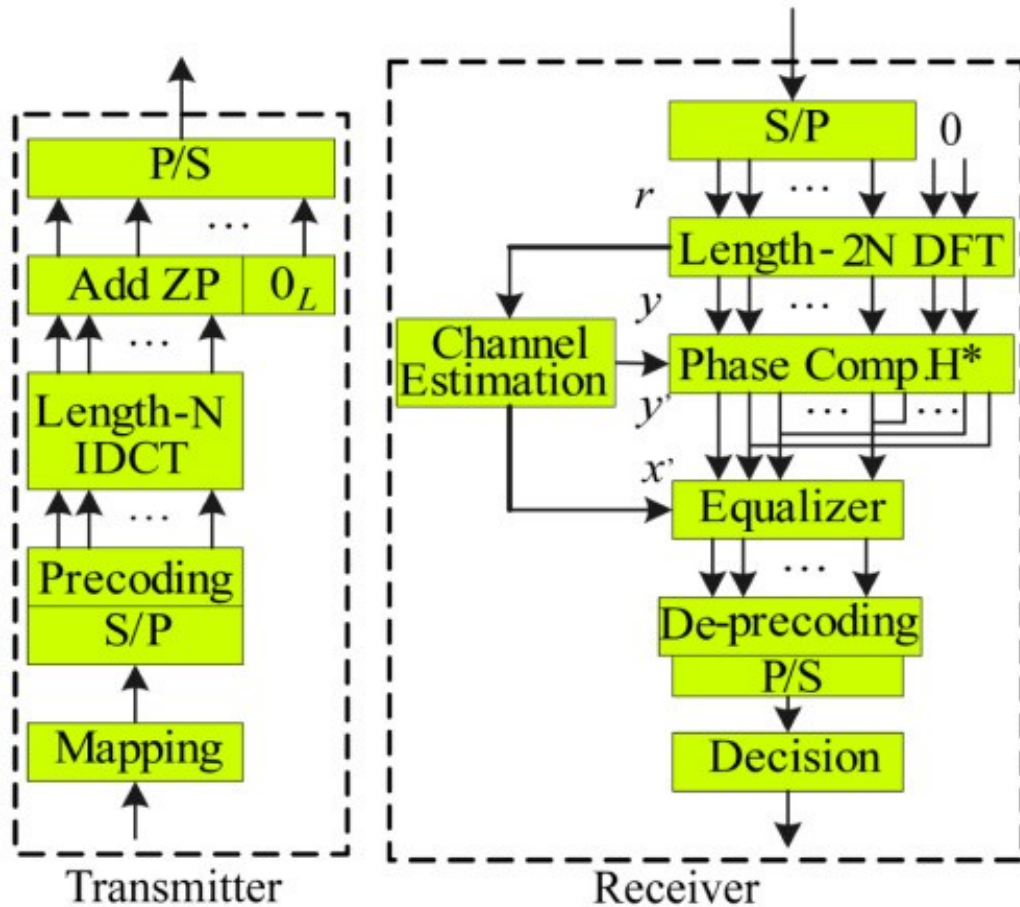 P/S
...
Add ZP 0_L
...
Length-N
IDCT
...
Precoding
S/P
Mapping
Transmitter
S/P 0
r ...
Length-2N DFT
y ...
Channel
Estimation
Phase Comp.H*
y' ... ...
x'
Equalizer
...
De-precoding
P/S
Decision
Receiver